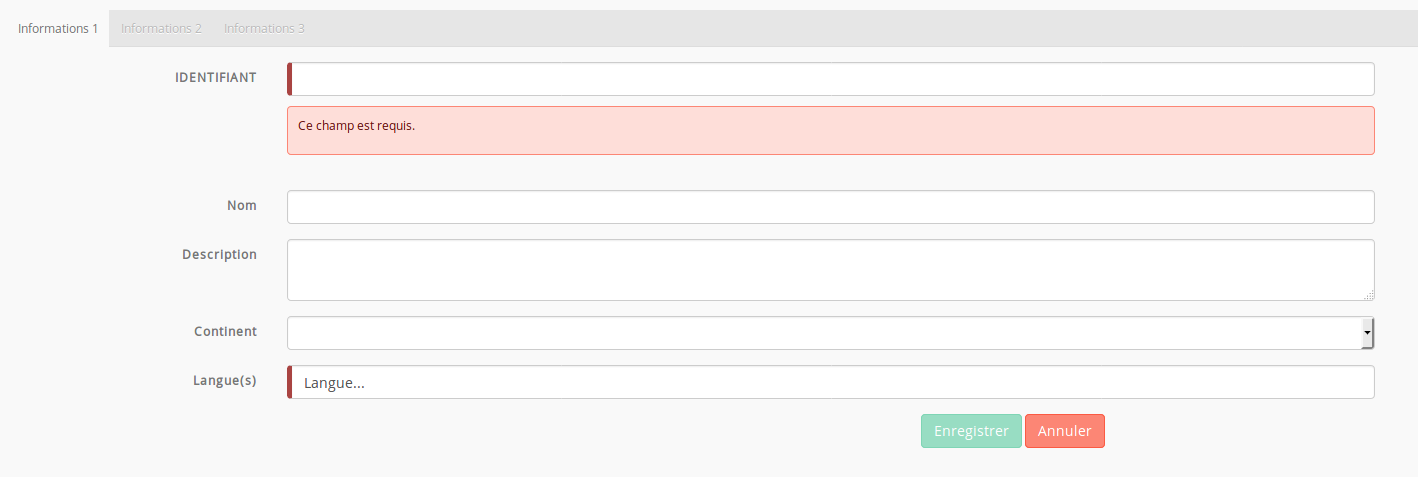 Informations 1 Informations 2 Informations 3
IDENTIFIANT
Ce champ est requis.
Nom
Description
Continent
Langue(s) Langue...
Enregistrer Annuler